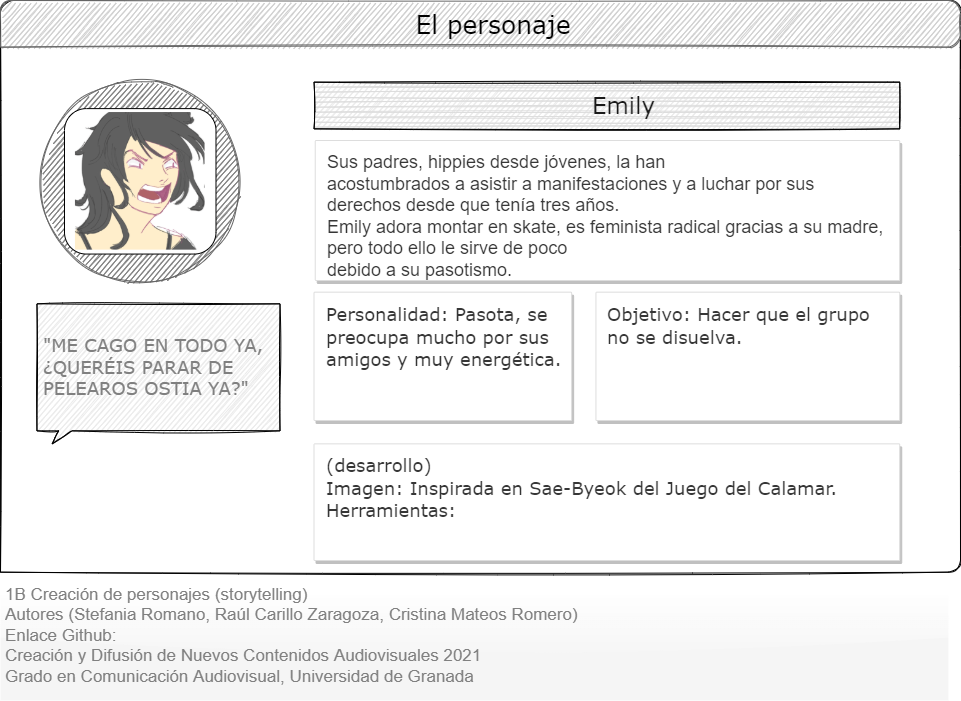 El personaje
Emily
Sus padres, hippies desde jóvenes, la han
acostumbrados a asistir a manifestaciones y a luchar por sus
derechos desde que tenía tres años.
Emily adora montar en skate, es feminista radical gracias a su madre,
pero todo ello le sirve de poco
debido a su pasotismo.
"ME CAGO EN TODO YA,
¿QUERÉIS PARAR DE
PELEAROS OSTIA YA?"
Personalidad: Pasota, se
preocupa mucho por sus
amigos y muy energética.
Objetivo: Hacer que el grupo
no se disuelva.
(desarrollo)
Imagen: Inspirada en Sae-Byeok del Juego del Calamar.
Herramientas:
1B Creación de personajes (storytelling)
Autores (Stefania Romano, Raúl Carillo Zaragoza, Cristina Mateos Romero)
Enlace Github:
Creación y Difusión de Nuevos Contenidos Audiovisuales 2021
Grado en Comunicación Audiovisual, Universidad de Granada